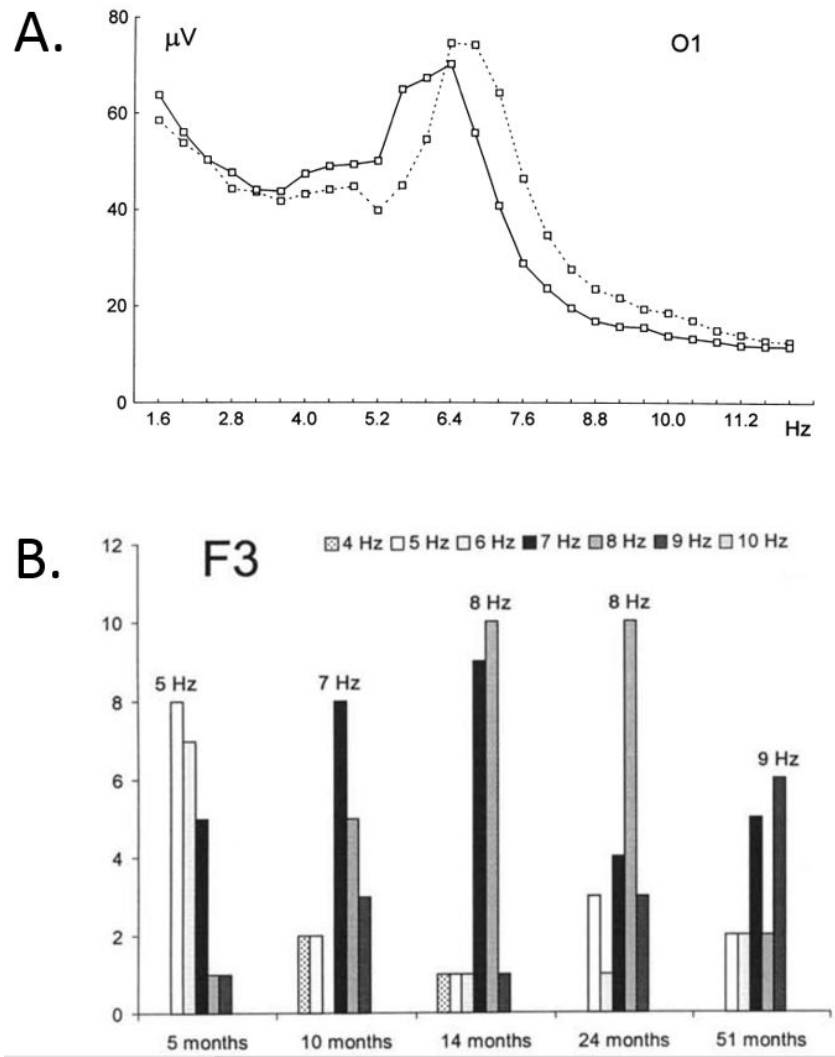 A.
80
μV
O1
60
40
20
0
1.6 2.8 4.0 5.2 6.4 7.6 8.8 10.0 11.2 Hz
B.
12
F3
4 Hz 5 Hz 6 Hz 7 Hz 8 Hz 9 Hz 10 Hz
10
8 Hz 8 Hz
8
5 Hz 7 Hz
6
9 Hz
4
2
0
5 months 10 months 14 months 24 months 51 months